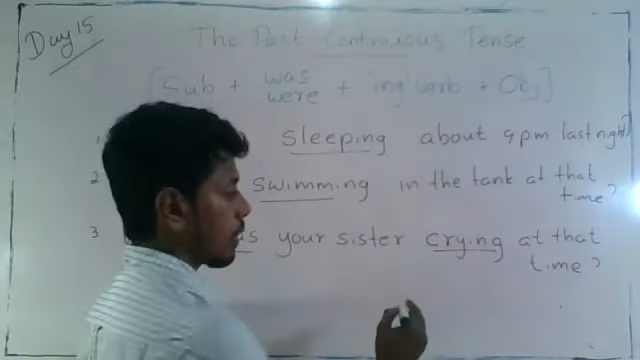 Day 15
The Past Continuous Tense
[Sub + was + 'ing' verb + Obj]
were
1 sleeping about 9pm last night?
2 swimming in the tank at that
time?
3 your sister crying at that
time?